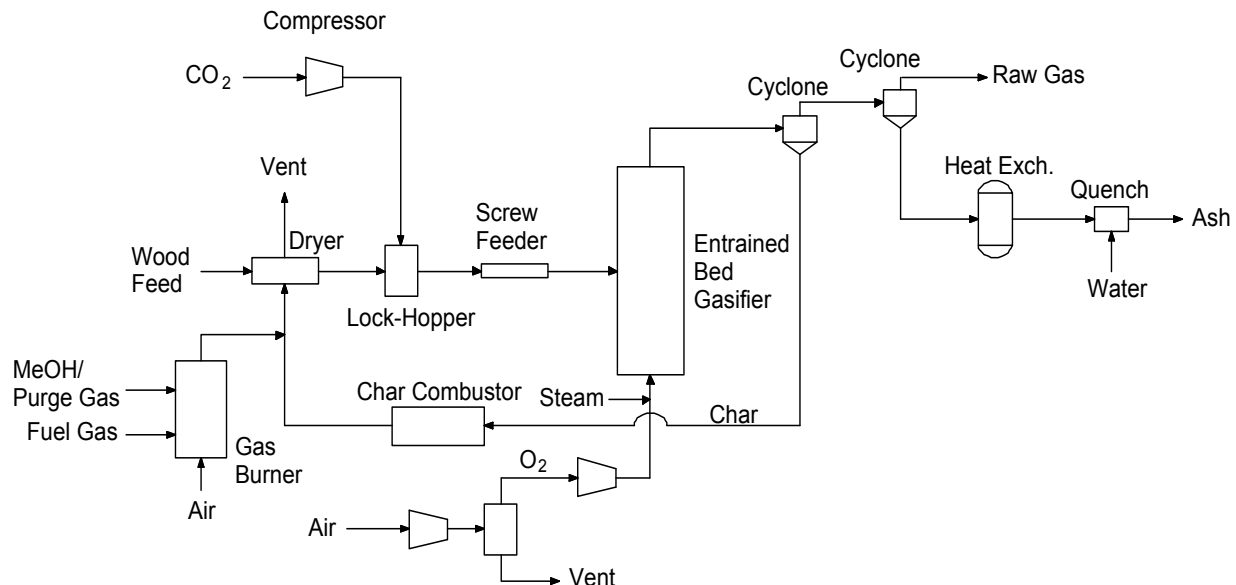 Compressor
CO2
Cyclone
Raw Gas
Cyclone
Vent
Heat Exch.
Quench
Ash
Water
Screw
Feeder
Dryer
Wood
Feed
Lock-Hopper
Entrained
Bed
Gasifier
MeOH/
Purge Gas
Fuel Gas
Gas
Burner
Air
Char Combustor
Steam
Char
O2
Air
Vent